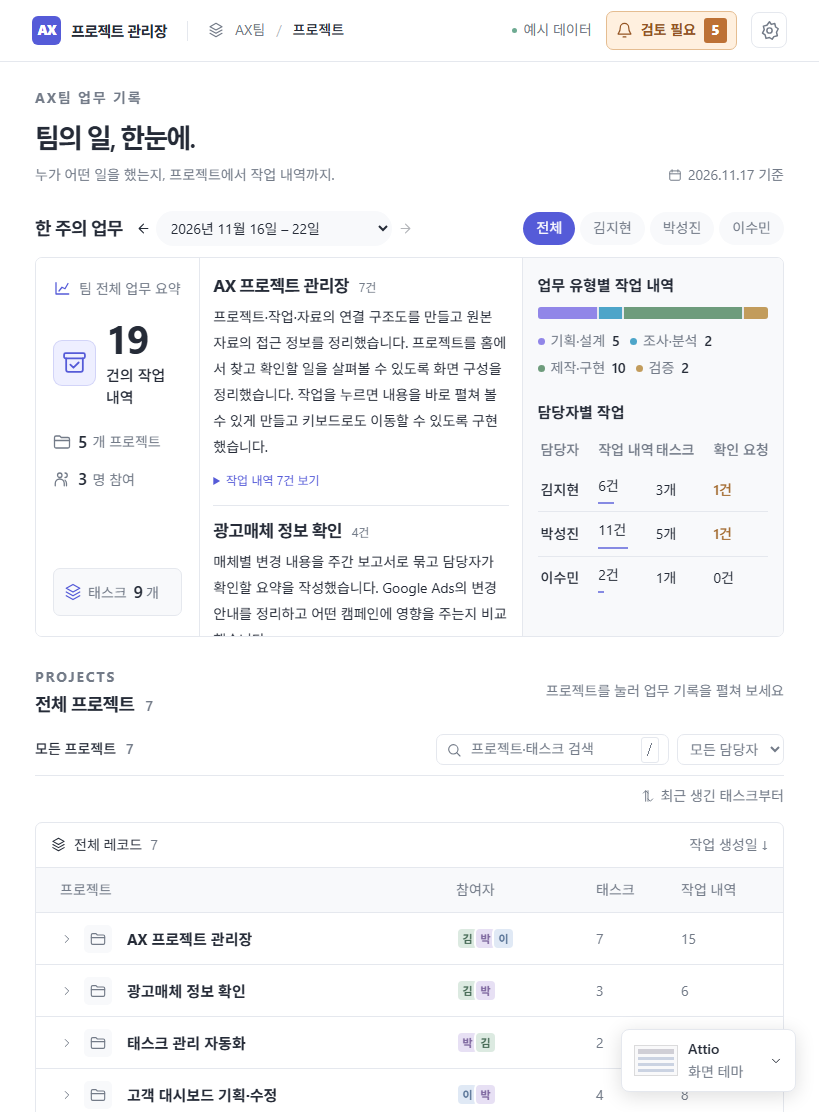 AX 프로젝트 관리장
AX팀 / 프로젝트
예시 데이터
검토 필요 5
AX팀 업무 기록
팀의 일, 한눈에.
누가 어떤 일을 했는지, 프로젝트에서 작업 내역까지.
2026.11.17 기준
한 주의 업무 ← 2026년 11월 16일 – 22일 →
전체 김지현 박성진 이수민
팀 전체 업무 요약
19
건의 작업
내역
5 개 프로젝트
3 명 참여
태스크 9 개
AX 프로젝트 관리장 7건
프로젝트·작업·자료의 연결 구조도를 만들고 원본
자료의 접근 정보를 정리했습니다. 프로젝트를 홈에
서 찾고 확인할 일을 살펴볼 수 있도록 화면 구성을
정리했습니다. 작업을 누르면 내용을 바로 펼쳐 볼
수 있게 만들고 키보드로도 이동할 수 있도록 구현
했습니다.
▶ 작업 내역 7건 보기
광고매체 정보 확인 4건
매체별 변경 내용을 주간 보고서로 묶고 담당자가
확인할 요약을 작성했습니다. Google Ads의 변경
안내를 정리하고 어떤 캠페인에 영향을 주는지 비교
업무 유형별 작업 내역
기획·설계 5 조사·분석 2
제작·구현 10 검증 2
담당자별 작업
담당자 작업 내역 태스크 확인 요청
김지현 6건 3개 1건
박성진 11건 5개 1건
이수민 2건 1개 0건
PROJECTS
전체 프로젝트 7
프로젝트를 눌러 업무 기록을 펼쳐 보세요
모든 프로젝트 7
프로젝트·태스크 검색 /
모든 담당자
최근 생긴 태스크부터
전체 레코드 7
작업 생성일 ↓
프로젝트 참여자 태스크 작업 내역
AX 프로젝트 관리장 김 박 이 7 15
광고매체 정보 확인 김 박 3 6
태스크 관리 자동화 박 김 2
고객 대시보드 기획·수정 이 박 4 8
Attio
화면 테마